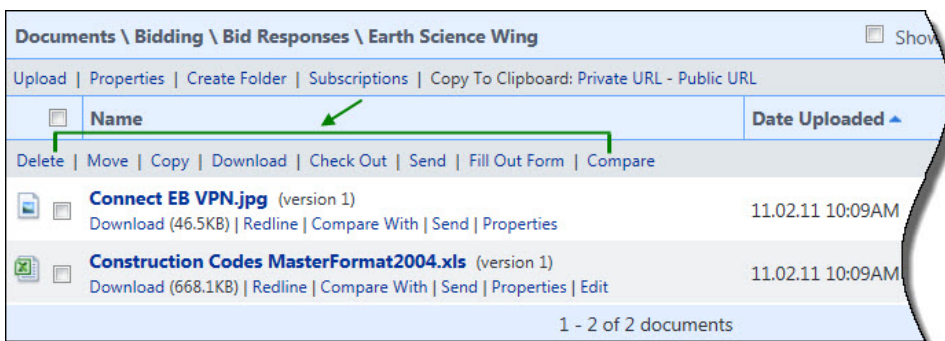 Documents \ Bidding \ Bid Responses \ Earth Science Wing Show
Upload | Properties | Create Folder | Subscriptions | Copy To Clipboard: Private URL - Public URL
Name Date Uploaded
Delete | Move | Copy | Download | Check Out | Send | Fill Out Form | Compare
Connect EB VPN.jpg (version 1)
Download (46.5KB) | Redline | Compare With | Send | Properties
11.02.11 10:09AM
Construction Codes MasterFormat2004.xls (version 1)
Download (668.1KB) | Redline | Compare With | Send | Properties | Edit
11.02.11 10:09AM
1 - 2 of 2 documents